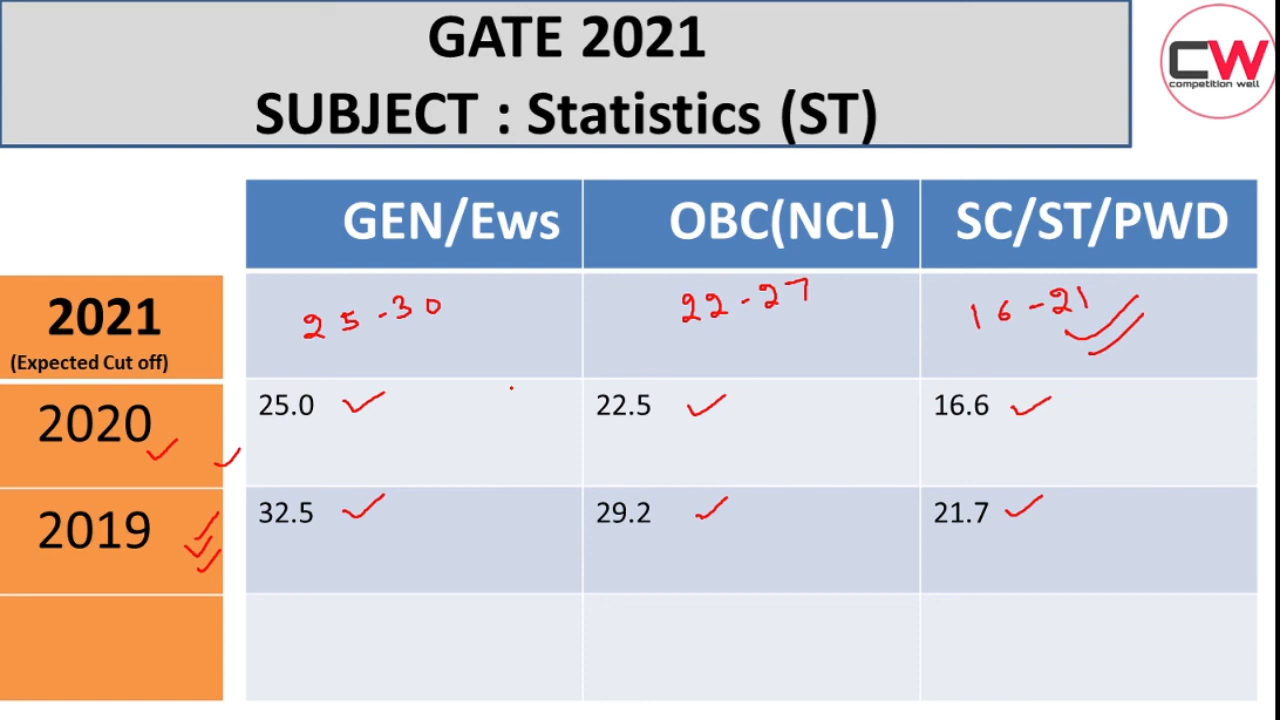 GATE 2021
SUBJECT : Statistics (ST)
CW
competition well
GEN/Ews OBC(NCL) SC/ST/PWD
2021 25-30 22-27 16-21
(Expected Cut off)
2020 25.0 22.5 16.6
2019 32.5 29.2 21.7